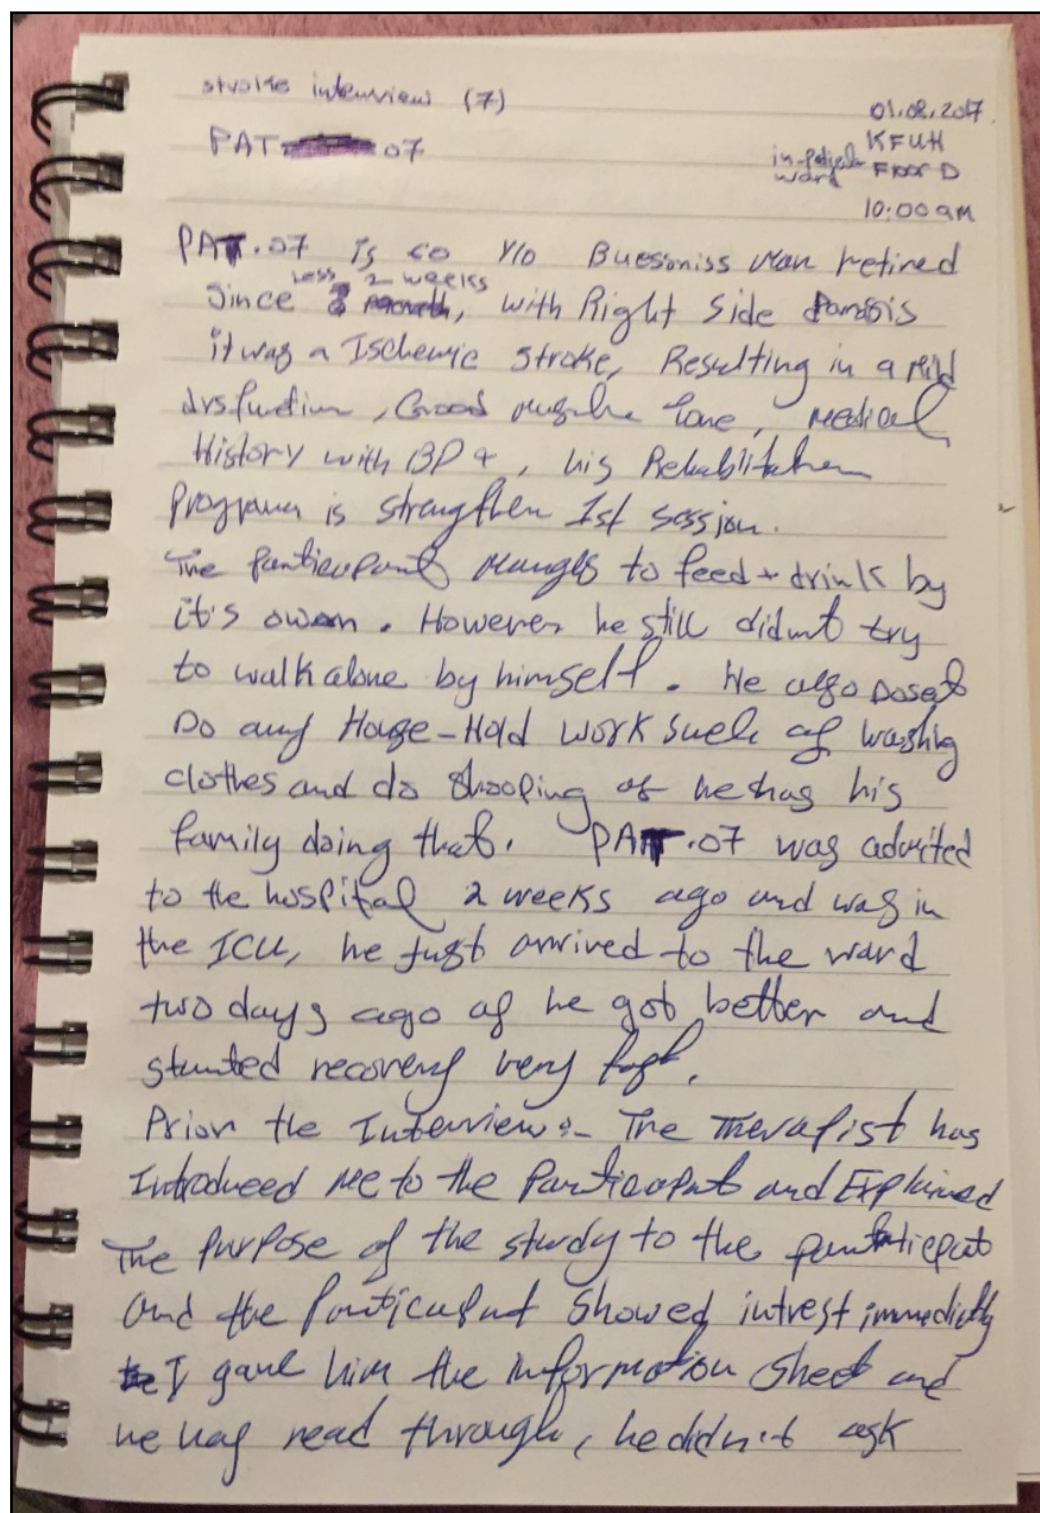 stroke interview (7)
01.08.2017
PAT 07
KFUH
in-patient ward Floor D
10:00 am
PAT.07 is 60 Y/o Buesoniss man retired
Since less 2 weeks, with Right Side
it was a Ischemic stroke, Resulting in a mild
disfuction, Good muscle tone, medical
History with BP +, his Rehabilitation
program is strengthen 1st session.
The participant manges to feed + drink by
it's owen. However he still didn't try
to walk alone by himself. He also Doset
Do any House-Hold work such as washing
clothes and do shooping as he has his
family doing that. PAT.07 was admited
to the hospital 2 weeks ago and was in
the ICU, he just arrived to the ward
two days ago as he got better and
started recovery very fast.
Prior the Interview:- The Therapist has
Introduced me to the Participant and Explained
The purpose of the study to the
and the Participant Showed intrest immedictly
I gave him the information sheet and
he has read through, he didn't ask